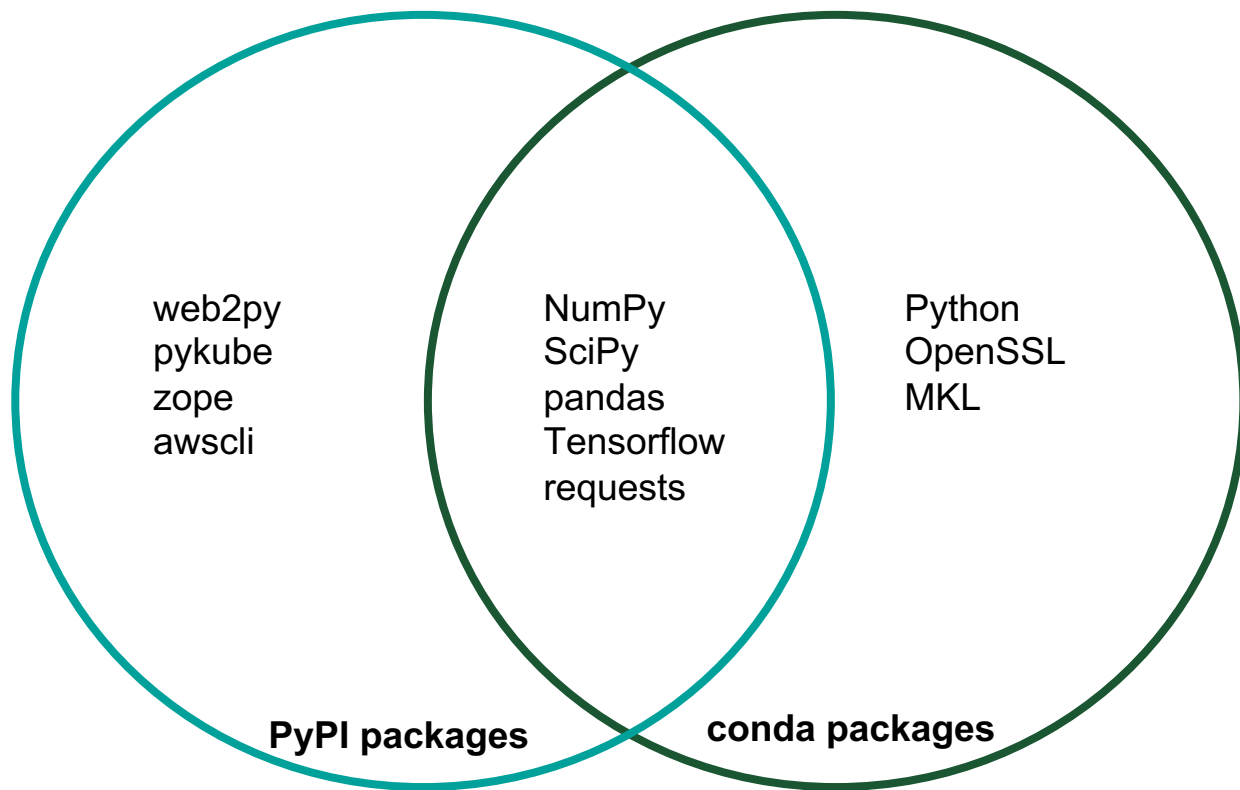 web2py
pykube
zope
awscli
NumPy
SciPy
pandas
Tensorflow
requests
Python
OpenSSL
MKL
PyPI packages
conda packages